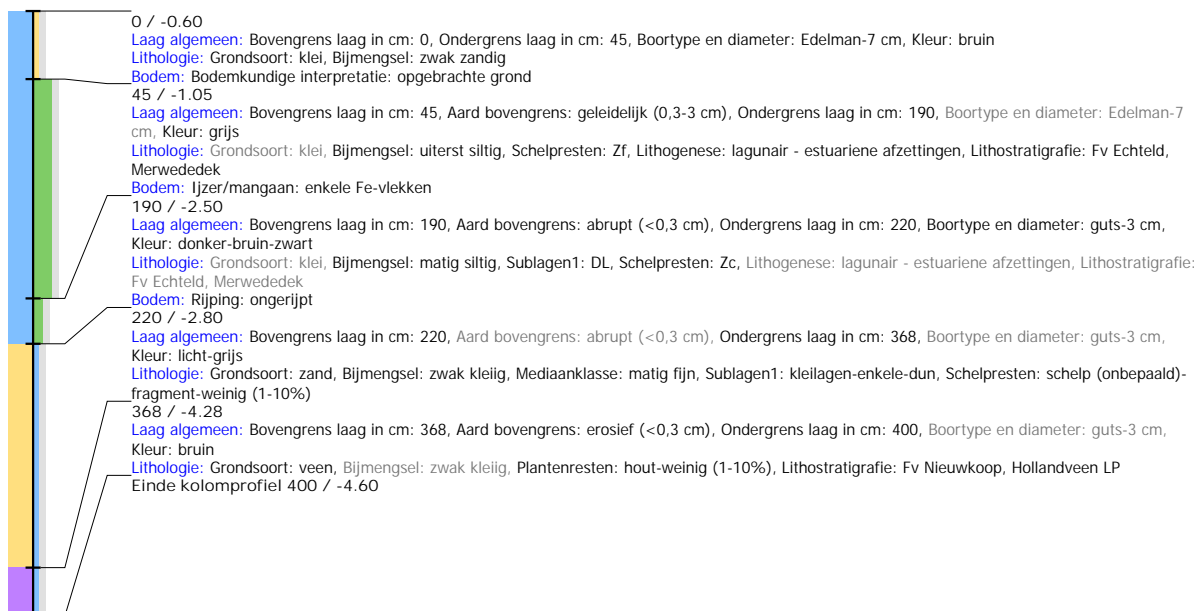 0 / -0.60
Laag algemeen: Bovengrens laag in cm: 0, Ondergrens laag in cm: 45, Boortype en diameter: Edelman-7 cm, Kleur: bruin
Lithologie: Grondsoort: klei, Bijmengsel: zwak zandig
Bodem: Bodemkundige interpretatie: opgebrachte grond
45 / -1.05
Laag algemeen: Bovengrens laag in cm: 45, Aard bovengrens: geleidelijk (0,3-3 cm), Ondergrens laag in cm: 190, Boortype en diameter: Edelman-7
cm, Kleur: grijs
Lithologie: Grondsoort: klei, Bijmengsel: uiterst siltig, Schelpresten: Zf, Lithogenese: lagunair - estuariene afzettingen, Lithostratigrafie: Fv Echteld,
Merwededek
Bodem: Ijzer/mangaan: enkele Fe-vlekken
190 / -2.50
Laag algemeen: Bovengrens laag in cm: 190, Aard bovengrens: abrupt (<0,3 cm), Ondergrens laag in cm: 220, Boortype en diameter: guts-3 cm,
Kleur: donker-bruin-zwart
Lithologie: Grondsoort: klei, Bijmengsel: matig siltig, Sublagen1: DL, Schelpresten: Zc, Lithogenese: lagunair - estuariene afzettingen, Lithostratigrafie:
Fv Echteld, Merwededek
Bodem: Rijping: ongerijpt
220 / -2.80
Laag algemeen: Bovengrens laag in cm: 220, Aard bovengrens: abrupt (<0,3 cm), Ondergrens laag in cm: 368, Boortype en diameter: guts-3 cm,
Kleur: licht-grijs
Lithologie: Grondsoort: zand, Bijmengsel: zwak kleiig, Mediaanklasse: matig fijn, Sublagen1: kleilagen-enkele-dun, Schelpresten: schelp (onbepaald)-
fragment-weinig (1-10%)
368 / -4.28
Laag algemeen: Bovengrens laag in cm: 368, Aard bovengrens: erosief (<0,3 cm), Ondergrens laag in cm: 400, Boortype en diameter: guts-3 cm,
Kleur: bruin
Lithologie: Grondsoort: veen, Bijmengsel: zwak kleiig, Plantenresten: hout-weinig (1-10%), Lithostratigrafie: Fv Nieuwkoop, Hollandveen LP
Einde kolomprofiel 400 / -4.60